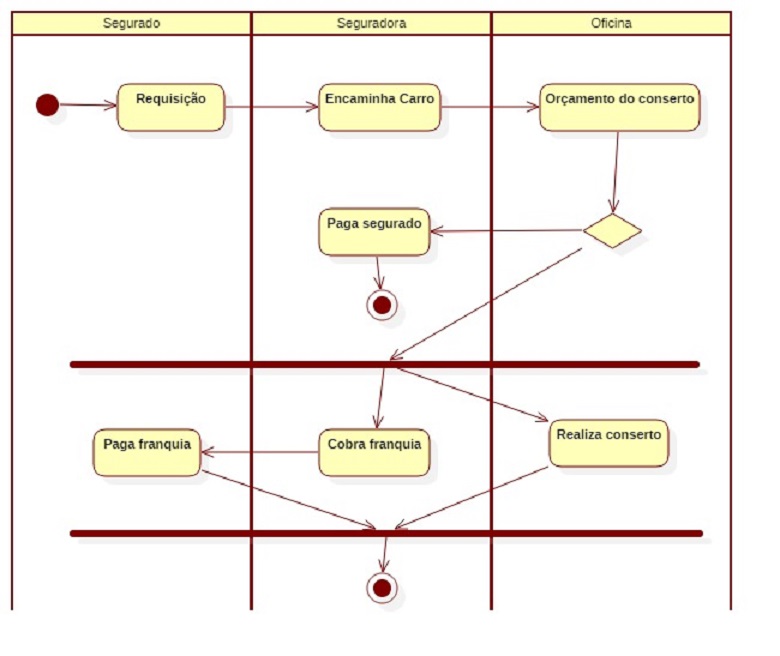 Segurado
Seguradora
Oficina
Requisição
Encaminha Carro
Orçamento do conserto
Paga segurado
Paga franquia
Cobra franquia
Realiza conserto